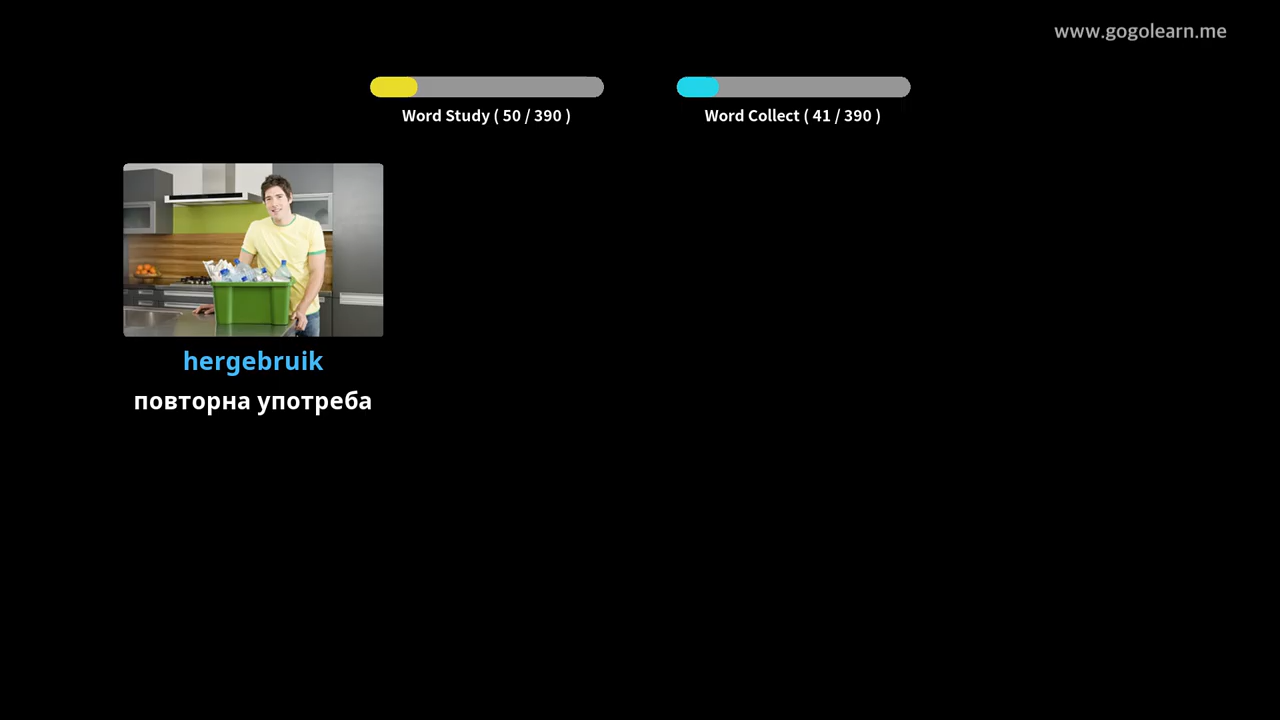 www.gogolearn.me
Word Study ( 50 / 390 )
Word Collect ( 41 / 390 )
hergebruik
повторна употреба